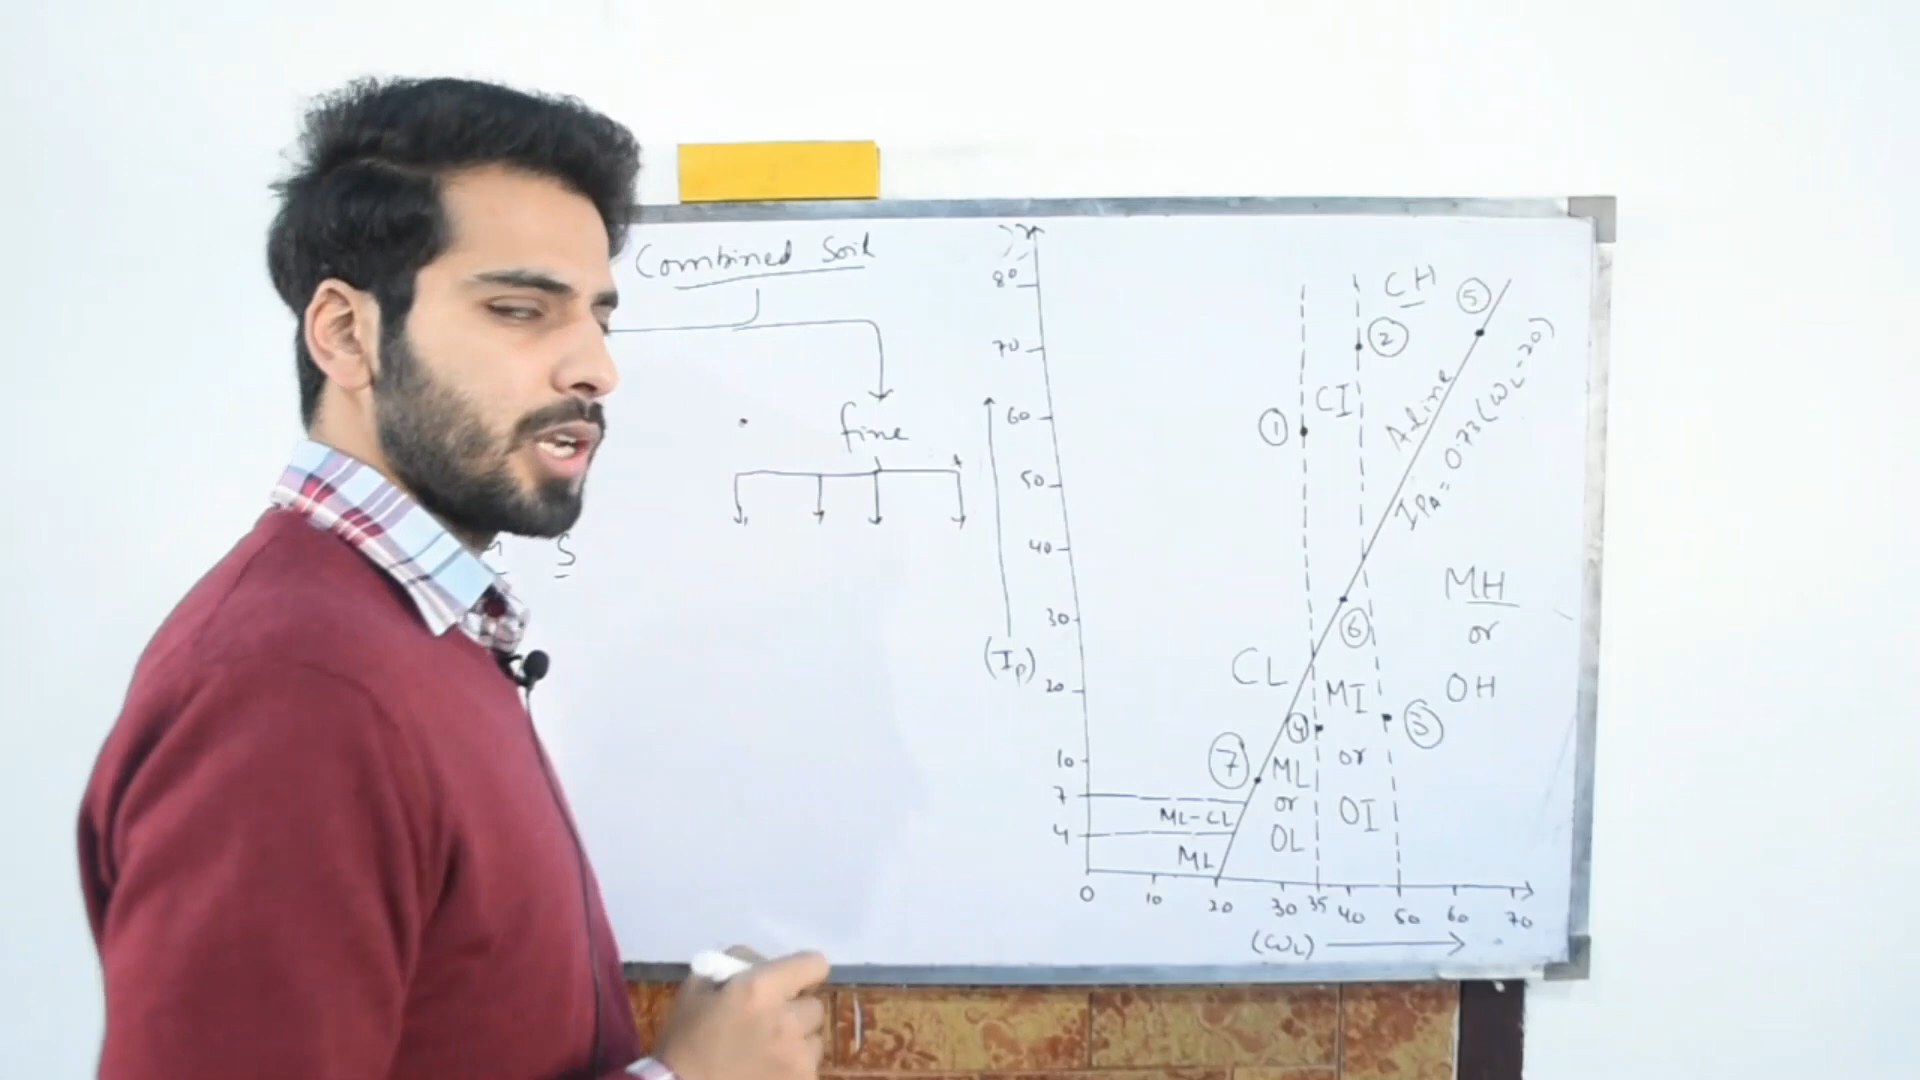 Combined Soil
fine
S
80
70
60
50
40
30
20
10
7
4
(Ip)
0
10
20
30
35
40
50
60
70
(WL)
CH
5
2
CI
1
A-line
IPA = 0.73 (WL-20)
MH
or
OH
6
CL
MI
or
OI
4
3
7
ML
or
OL
ML-CL
ML